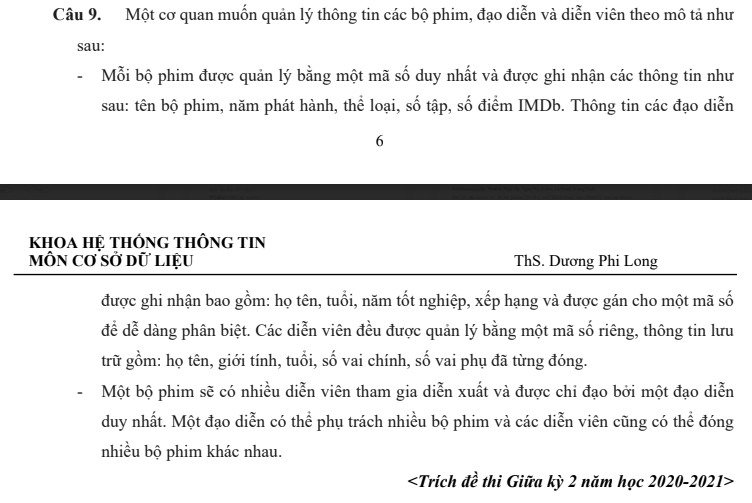 Câu 9. Một cơ quan muốn quản lý thông tin các bộ phim, đạo diễn và diễn viên theo mô tả như
sau:
- Mỗi bộ phim được quản lý bằng một mã số duy nhất và được ghi nhận các thông tin như
sau: tên bộ phim, năm phát hành, thể loại, số tập, số điểm IMDb. Thông tin các đạo diễn
6
KHOA HỆ THỐNG THÔNG TIN
MÔN CƠ SỞ DỮ LIỆU ThS. Dương Phi Long
được ghi nhận bao gồm: họ tên, tuổi, năm tốt nghiệp, xếp hạng và được gán cho một mã số
để dễ dàng phân biệt. Các diễn viên đều được quản lý bằng một mã số riêng, thông tin lưu
trữ gồm: họ tên, giới tính, tuổi, số vai chính, số vai phụ đã từng đóng.
- Một bộ phim sẽ có nhiều diễn viên tham gia diễn xuất và được chỉ đạo bởi một đạo diễn
duy nhất. Một đạo diễn có thể phụ trách nhiều bộ phim và các diễn viên cũng có thể đóng
nhiều bộ phim khác nhau.
<Trích đề thi Giữa kỳ 2 năm học 2020-2021>